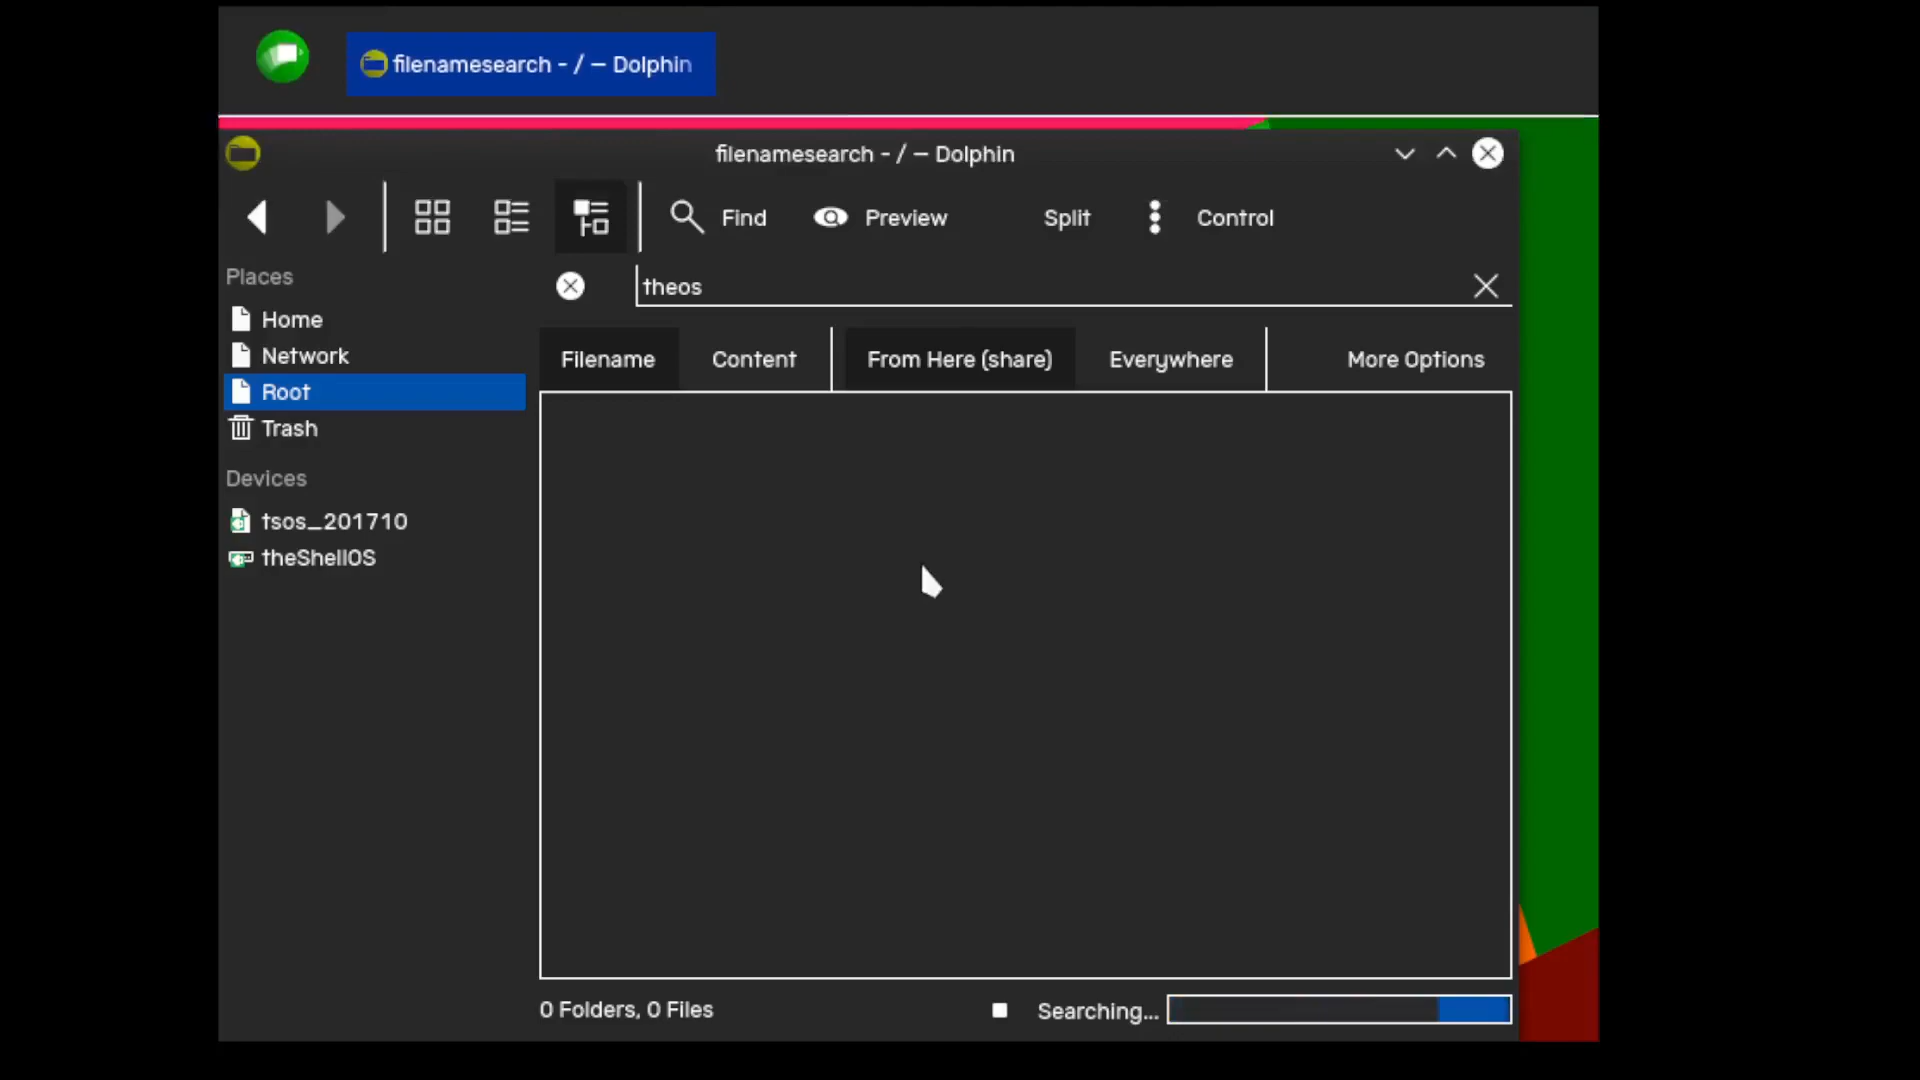 filenamesearch - / — Dolphin
filenamesearch - / — Dolphin
Find Preview Split Control
Places
theos
Home
Network
Filename Content From Here (share) Everywhere More Options
Root
Trash
Devices
tsos_201710
theShellOS
0 Folders, 0 Files
Searching...